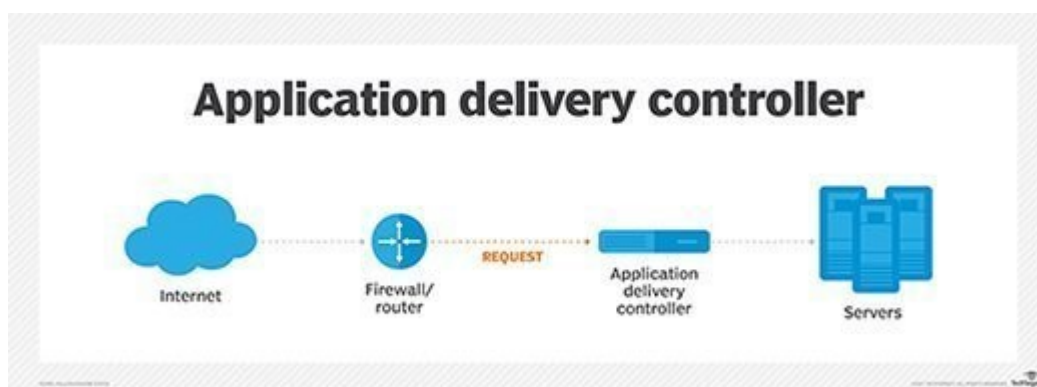 Application delivery controller
REQUEST
Internet
Firewall/
router
Application
delivery
controller
Servers